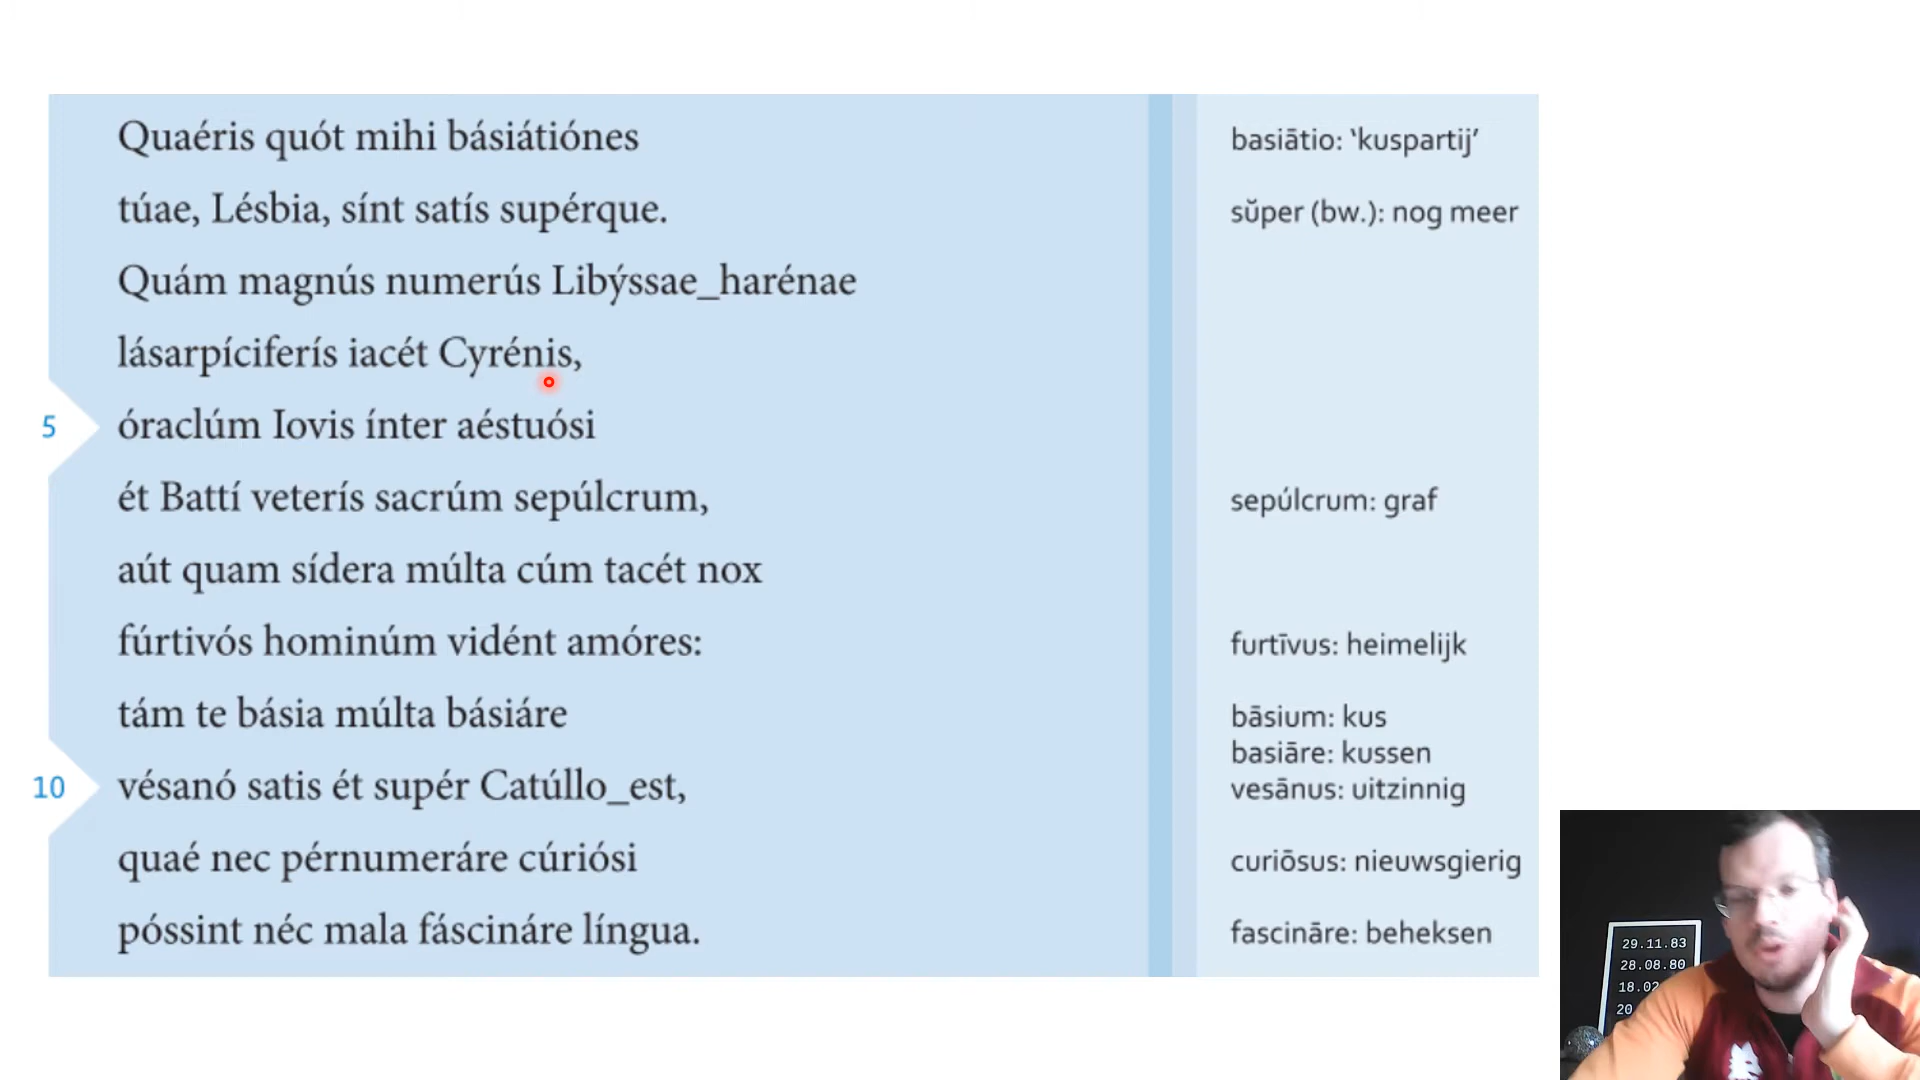 Quaéris quót mihi básiátiónes
túae, Lésbia, sínt satís supérque.
Quám magnús numerús Libýssae_harénae
lásarpíciferís iacét Cyrénis,
5 óraclúm Iovis ínter aéstuósi
ét Battí veterís sacrúm sepúlcrum,
aút quam sídera múlta cúm tacét nox
fúrtivós hominúm vidént amóres:
tám te básia múlta básiáre
10 vésanó satis ét supér Catúllo_est,
quaé nec pérnumeráre cúriósi
póssint néc mala fáscináre língua.
basiātio: ‘kuspartij’
sŭper (bw.): nog meer
sepúlcrum: graf
furtīvus: heimelijk
bāsium: kus
basiāre: kussen
vesānus: uitzinnig
curiōsus: nieuwsgierig
fascināre: beheksen
29.11.83
28.08.80
18.02
20